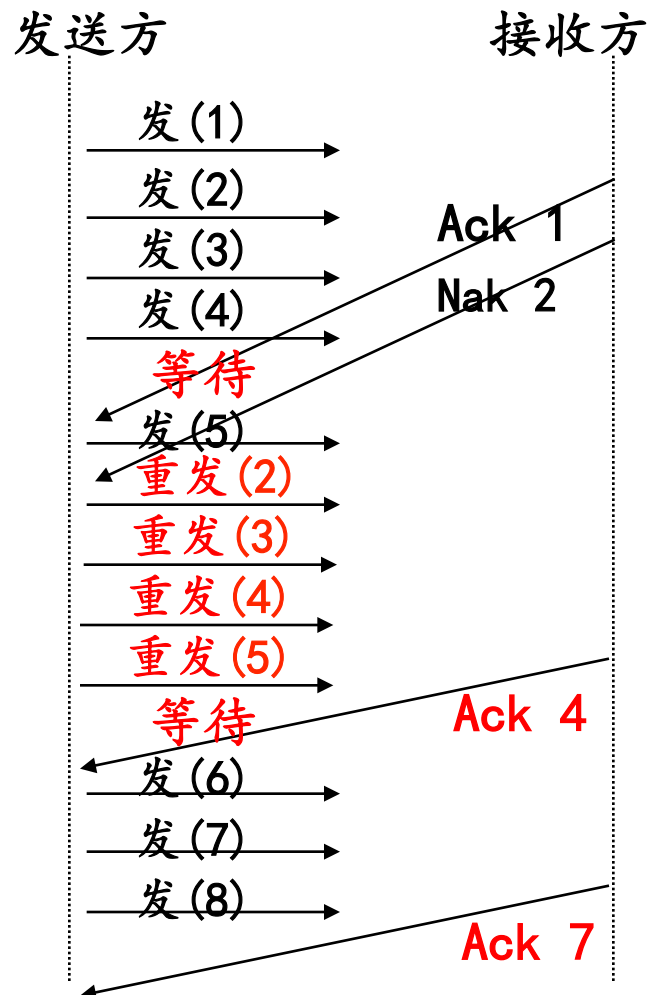 发送方 接收方
发(1)
发(2)
Ack 1
发(3)
Nak 2
发(4)
等待
发(5)
重发(2)
重发(3)
重发(4)
重发(5)
等待
Ack 4
发(6)
发(7)
发(8)
Ack 7